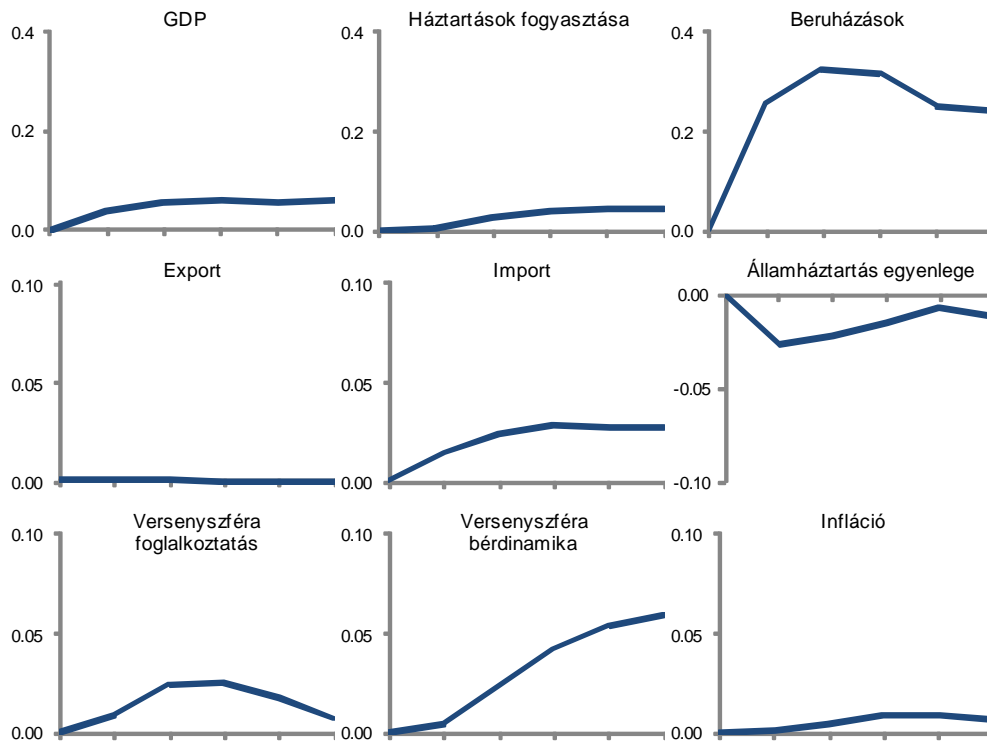 GDP
0.4
0.2
0.0
Háztartások fogyasztása
0.4
0.2
0.0
Beruházások
0.4
0.2
0.0
Export
0.10
0.05
0.00
Import
0.10
0.05
0.00
Államháztartás egyenlege
0.00
-0.05
-0.10
Versenyszféra
foglalkoztatás
0.10
0.05
0.00
Versenyszféra
bérdinamika
0.10
0.05
0.00
Infláció
0.10
0.05
0.00